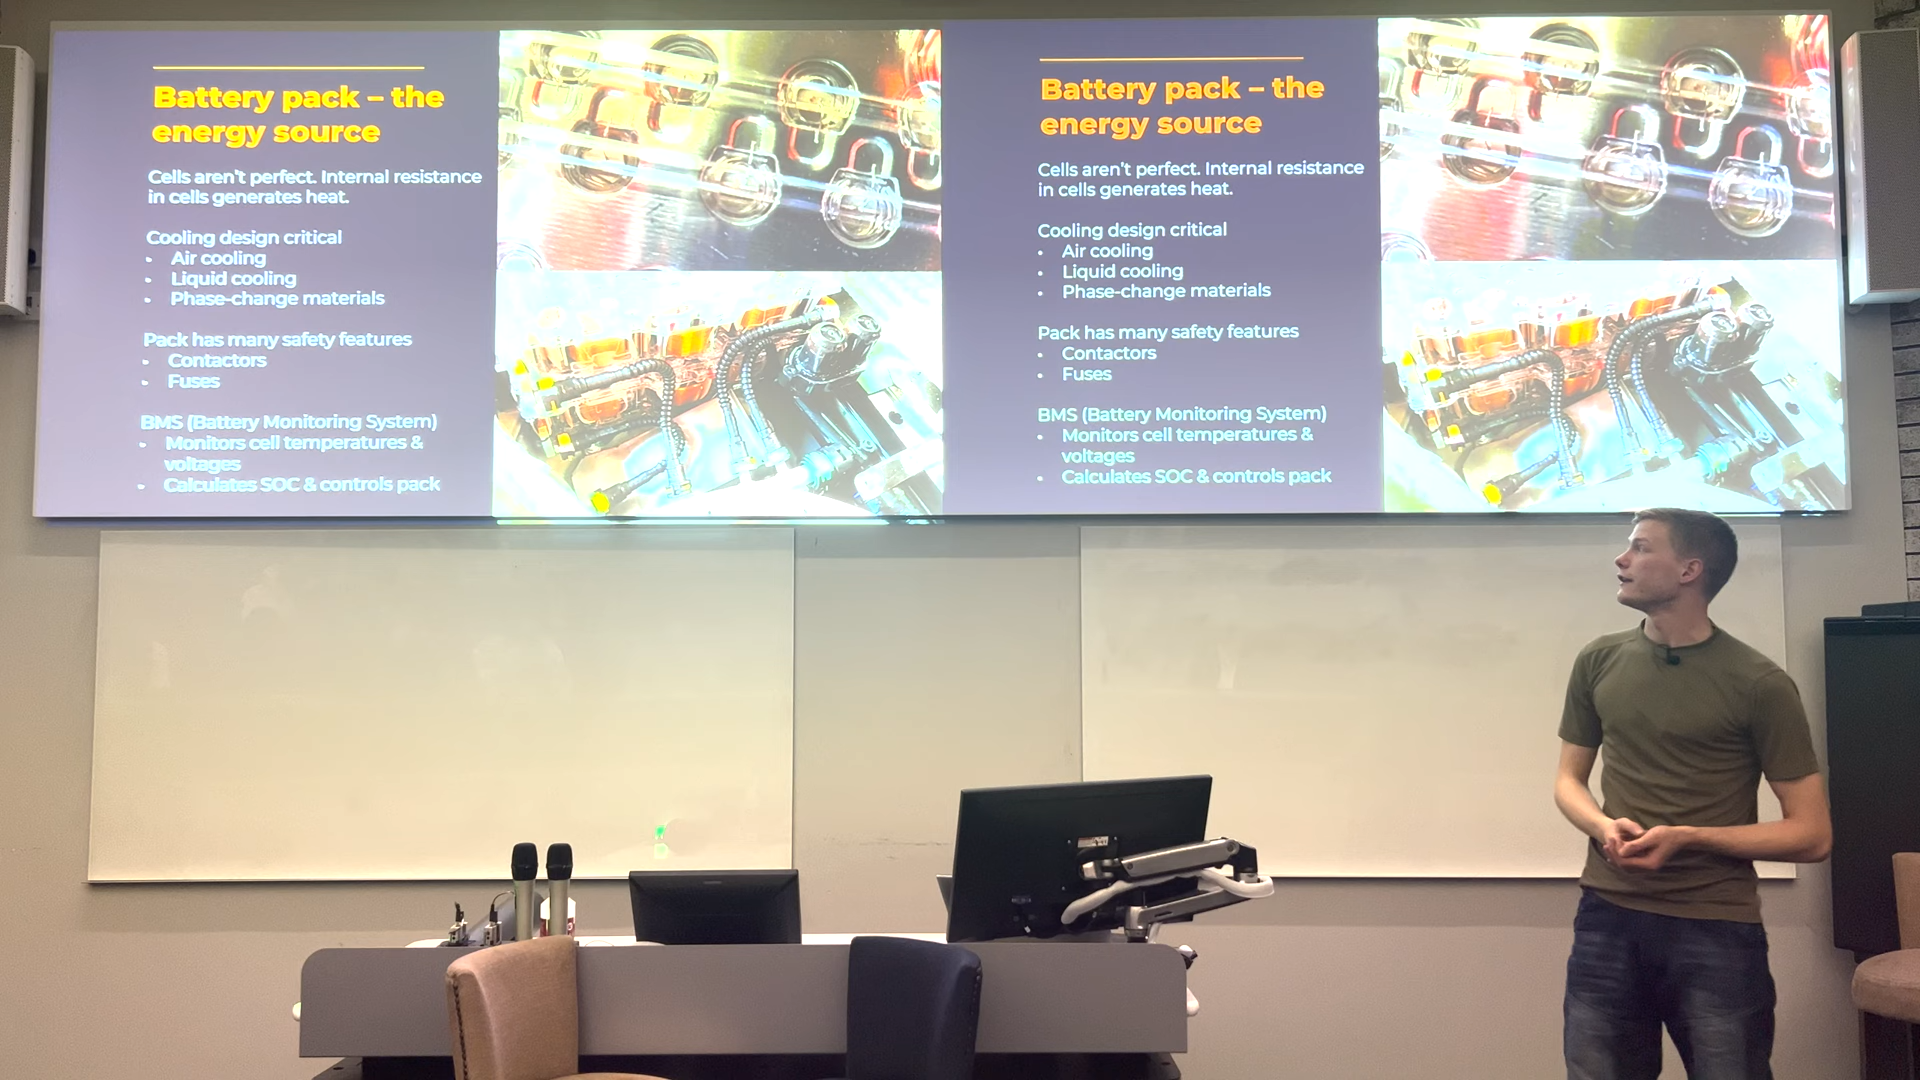 Battery pack – the
energy source
Cells aren't perfect. Internal resistance
in cells generates heat.
Cooling design critical
• Air cooling
• Liquid cooling
• Phase-change materials
Pack has many safety features
• Contactors
• Fuses
BMS (Battery Monitoring System)
• Monitors cell temperatures &
voltages
• Calculates SOC & controls pack
Battery pack – the
energy source
Cells aren't perfect. Internal resistance
in cells generates heat.
Cooling design critical
• Air cooling
• Liquid cooling
• Phase-change materials
Pack has many safety features
• Contactors
• Fuses
BMS (Battery Monitoring System)
• Monitors cell temperatures &
voltages
• Calculates SOC & controls pack